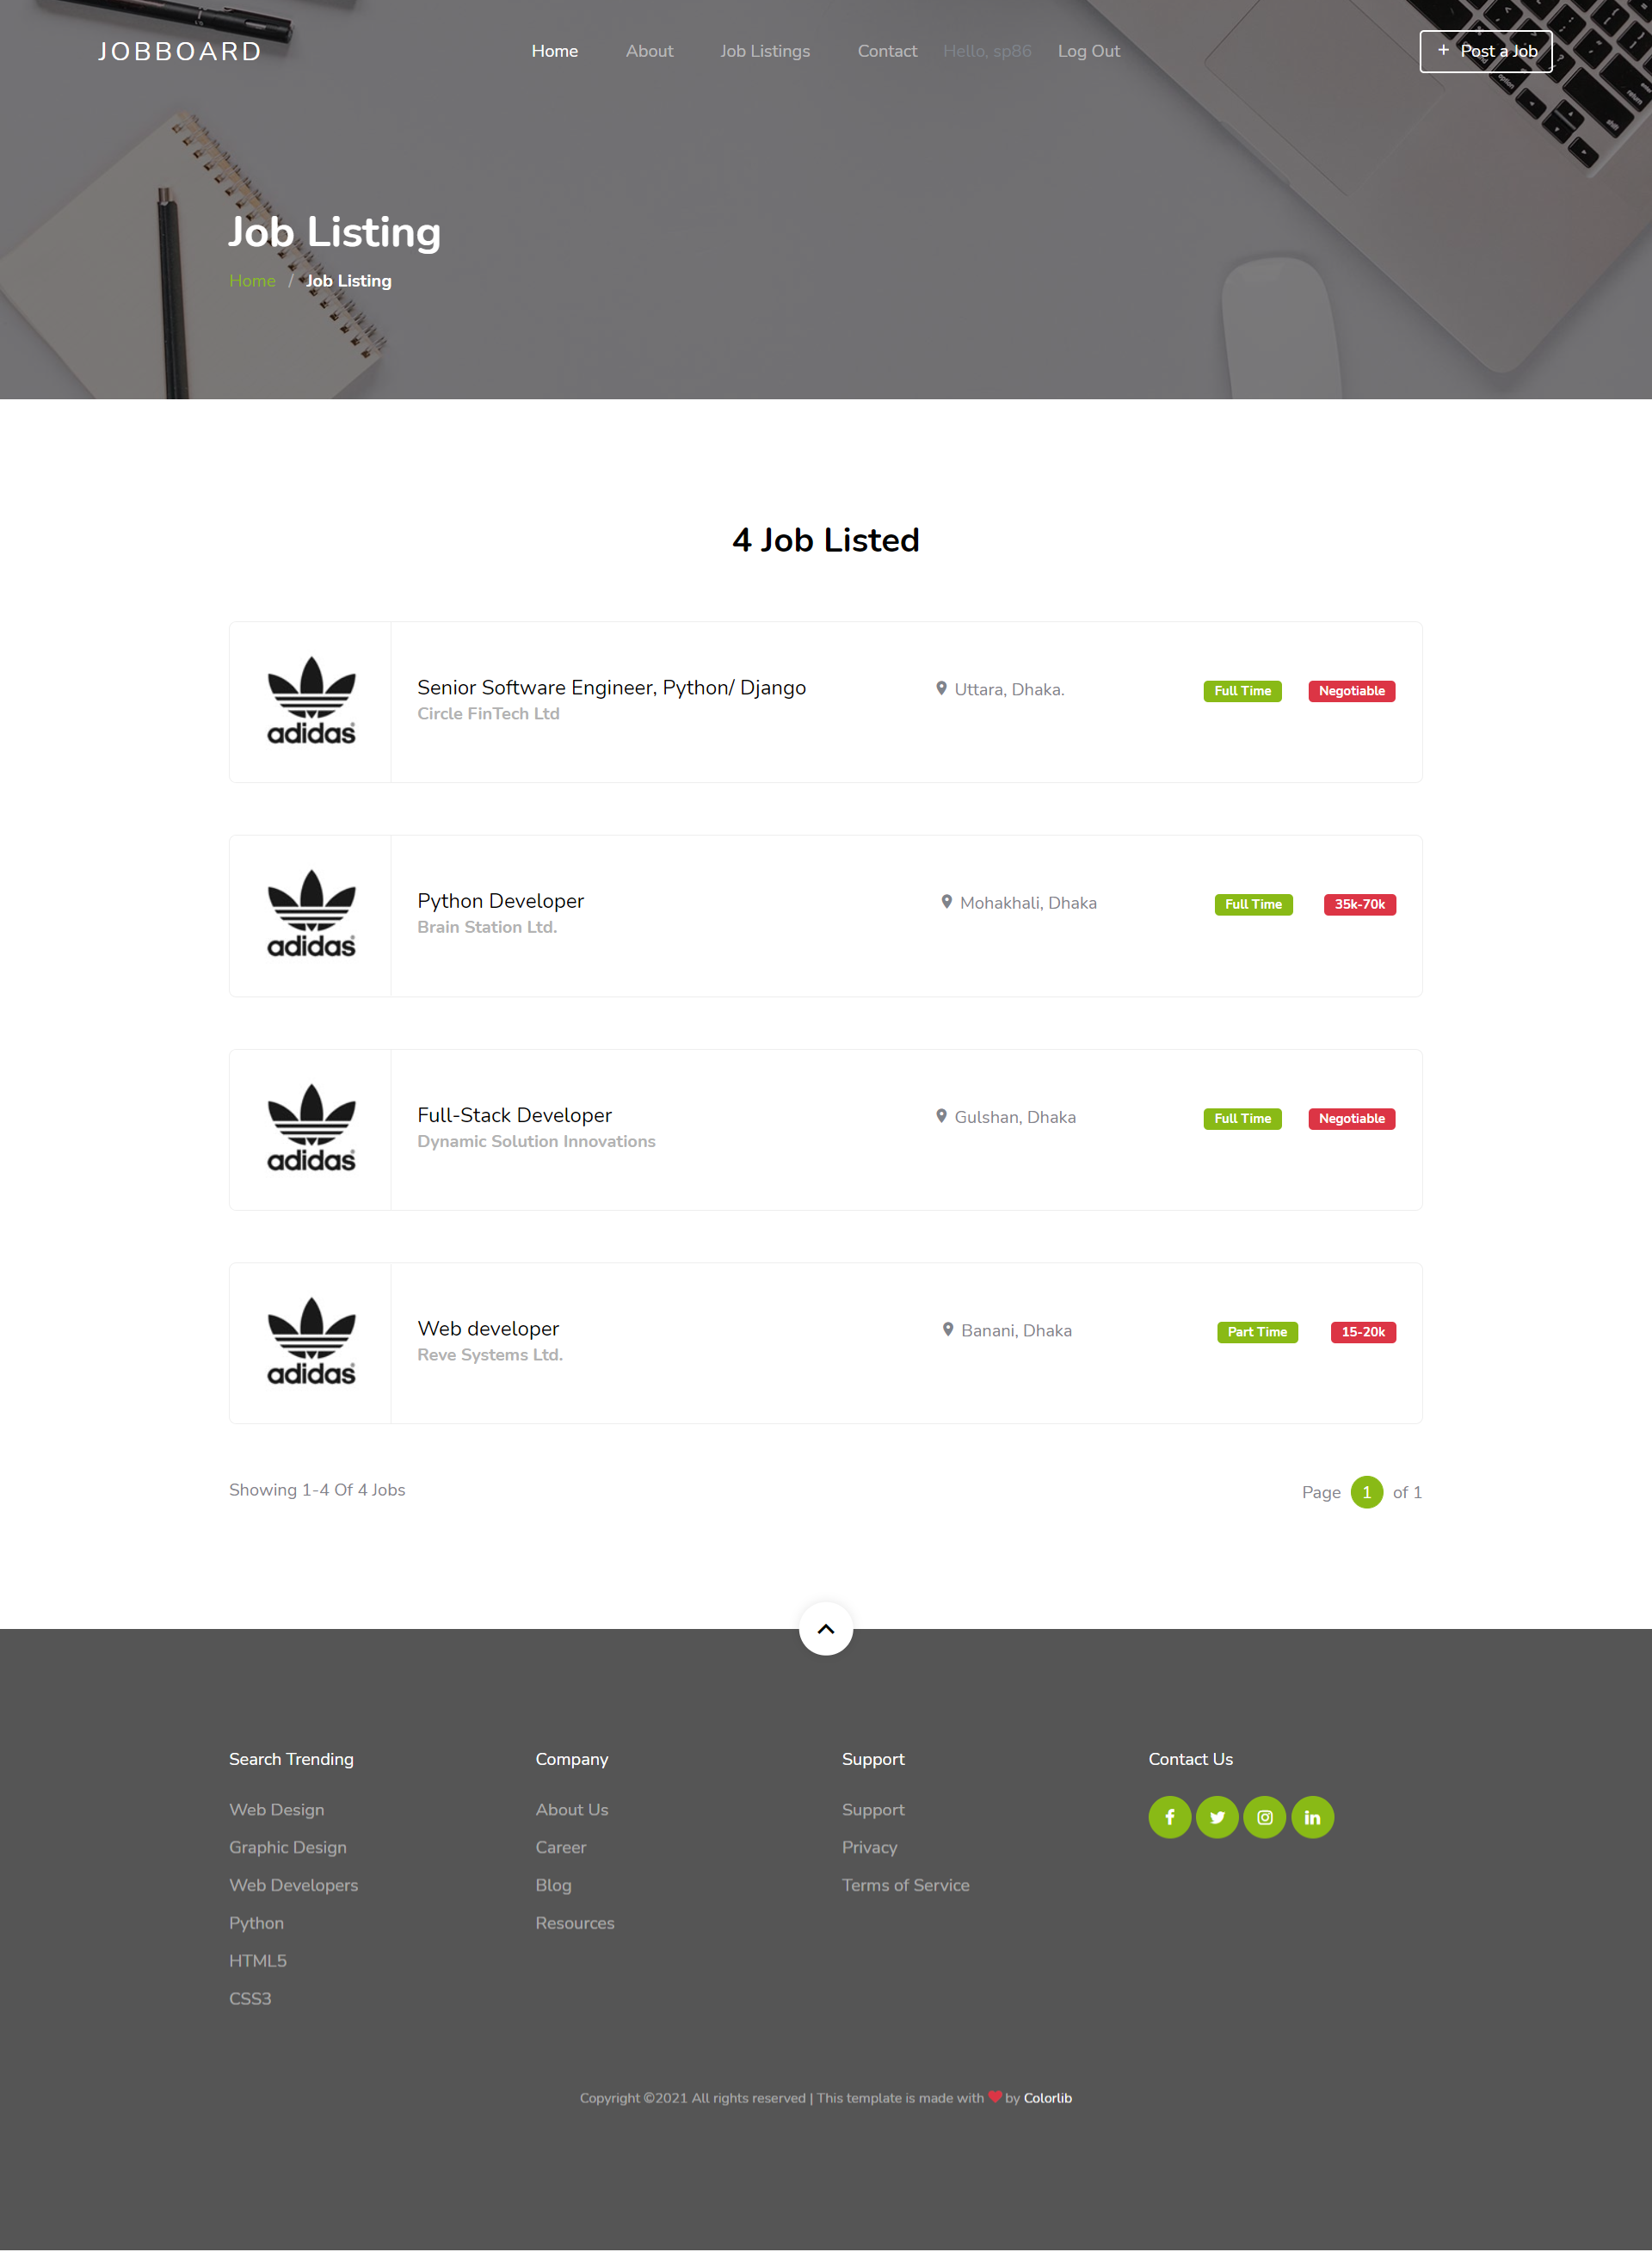 JOBBOARD
Home About Job Listings Contact Hello, sp86 Log Out
+ Post a Job
Job Listing
Home / Job Listing
4 Job Listed
adidas
Senior Software Engineer, Python/ Django
Circle FinTech Ltd
Uttara, Dhaka.
Full Time
Negotiable
adidas
Python Developer
Brain Station Ltd.
Mohakhali, Dhaka
Full Time
35k-70k
adidas
Full-Stack Developer
Dynamic Solution Innovations
Gulshan, Dhaka
Full Time
Negotiable
adidas
Web developer
Reve Systems Ltd.
Banani, Dhaka
Part Time
15-20k
Showing 1-4 Of 4 Jobs
Page 1 of 1
Search Trending
Web Design
Graphic Design
Web Developers
Python
HTML5
CSS3
Company
About Us
Career
Blog
Resources
Support
Support
Privacy
Terms of Service
Contact Us
Copyright ©2021 All rights reserved | This template is made with ❤ by Colorlib